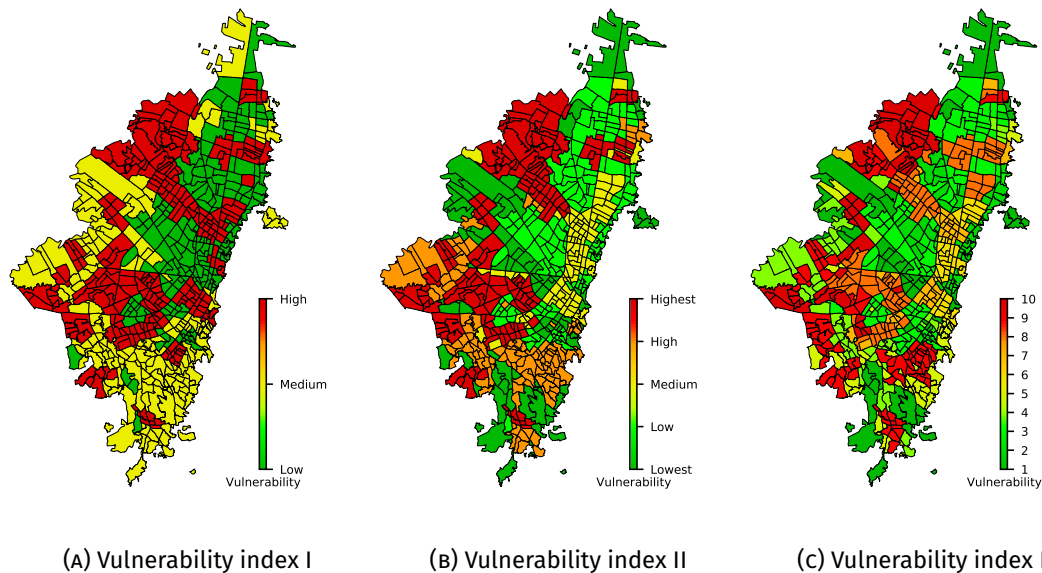 High
Medium
Low
Vulnerability
Highest
High
Medium
Low
Lowest
Vulnerability
10
9
8
7
6
5
4
3
2
1
Vulnerability
(A) Vulnerability index I
(B) Vulnerability index II
(C) Vulnerability index